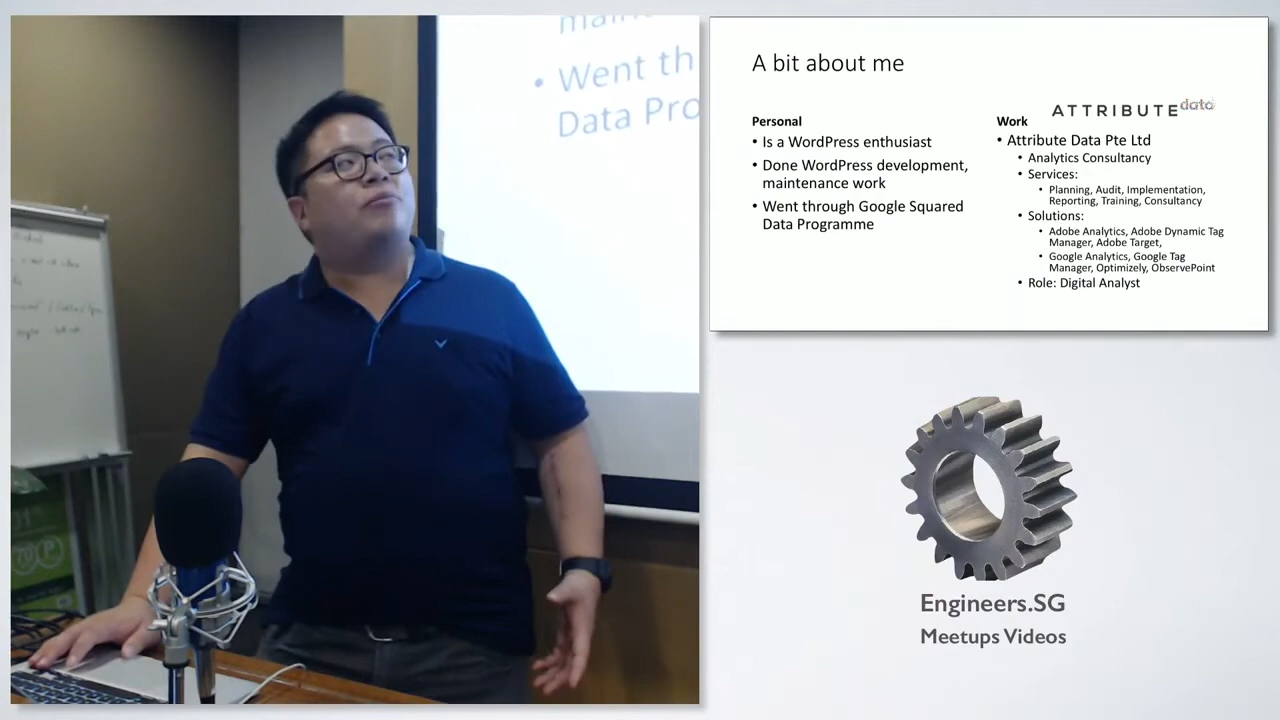 Went th
Data Pro
A bit about me
Personal
• Is a WordPress enthusiast
• Done WordPress development,
maintenance work
• Went through Google Squared
Data Programme
ATTRIBUTE data
Work
• Attribute Data Pte Ltd
• Analytics Consultancy
• Services:
• Planning, Audit, Implementation,
Reporting, Training, Consultancy
• Solutions:
• Adobe Analytics, Adobe Dynamic Tag
Manager, Adobe Target,
• Google Analytics, Google Tag
Manager, Optimizely, ObservePoint
• Role: Digital Analyst
Engineers.SG
Meetups Videos
70 P